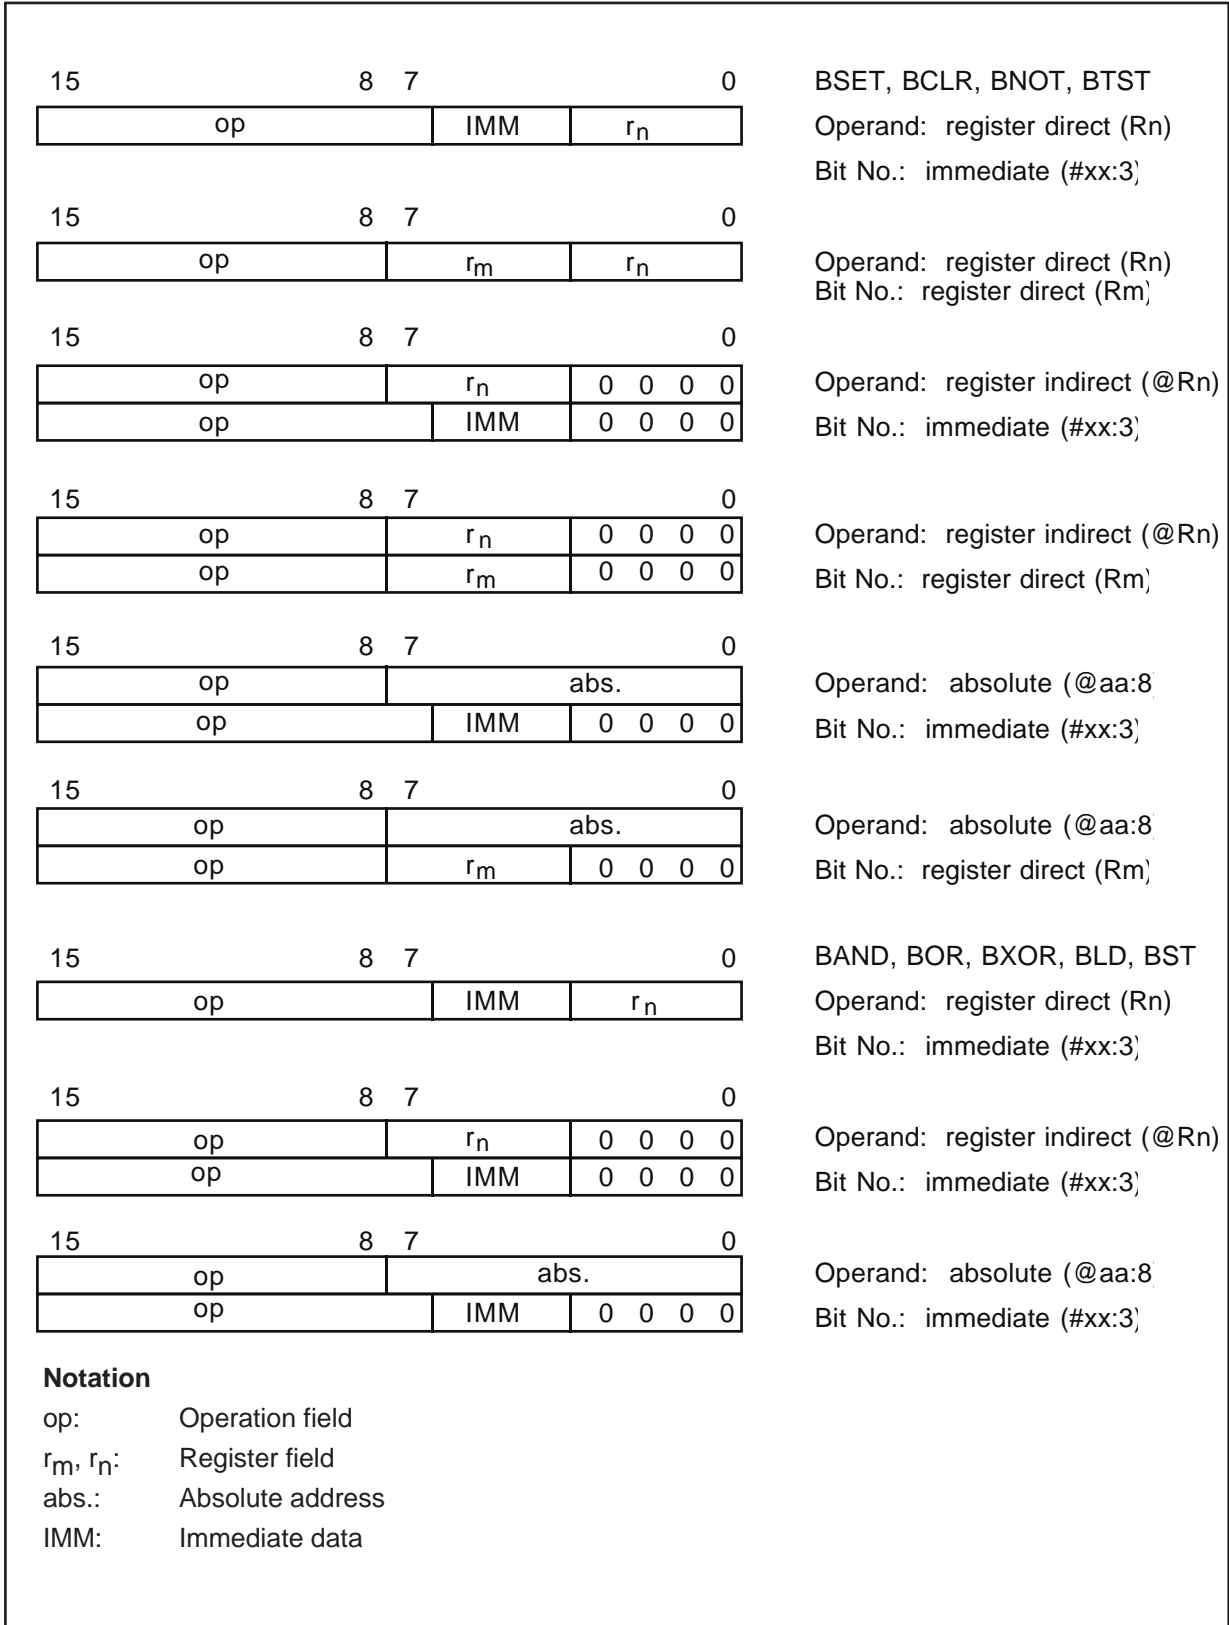 15 8 7 0 BSET, BCLR, BNOT, BTST
op IMM rn Operand: register direct (Rn)
Bit No.: immediate (#xx:3)
15 8 7 0
op rm rn Operand: register direct (Rn)
Bit No.: register direct (Rm)
15 8 7 0
op rn 0 0 0 0 Operand: register indirect (@Rn)
op IMM 0 0 0 0 Bit No.: immediate (#xx:3)
15 8 7 0
op rn 0 0 0 0 Operand: register indirect (@Rn)
op rm 0 0 0 0 Bit No.: register direct (Rm)
15 8 7 0
op abs. Operand: absolute (@aa:8)
op IMM 0 0 0 0 Bit No.: immediate (#xx:3)
15 8 7 0
op abs. Operand: absolute (@aa:8)
op rm 0 0 0 0 Bit No.: register direct (Rm)
15 8 7 0 BAND, BOR, BXOR, BLD, BST
op IMM rn Operand: register direct (Rn)
Bit No.: immediate (#xx:3)
15 8 7 0
op rn 0 0 0 0 Operand: register indirect (@Rn)
op IMM 0 0 0 0 Bit No.: immediate (#xx:3)
15 8 7 0
op abs. Operand: absolute (@aa:8)
op IMM 0 0 0 0 Bit No.: immediate (#xx:3)
Notation
op: Operation field
rm, rn: Register field
abs.: Absolute address
IMM: Immediate data